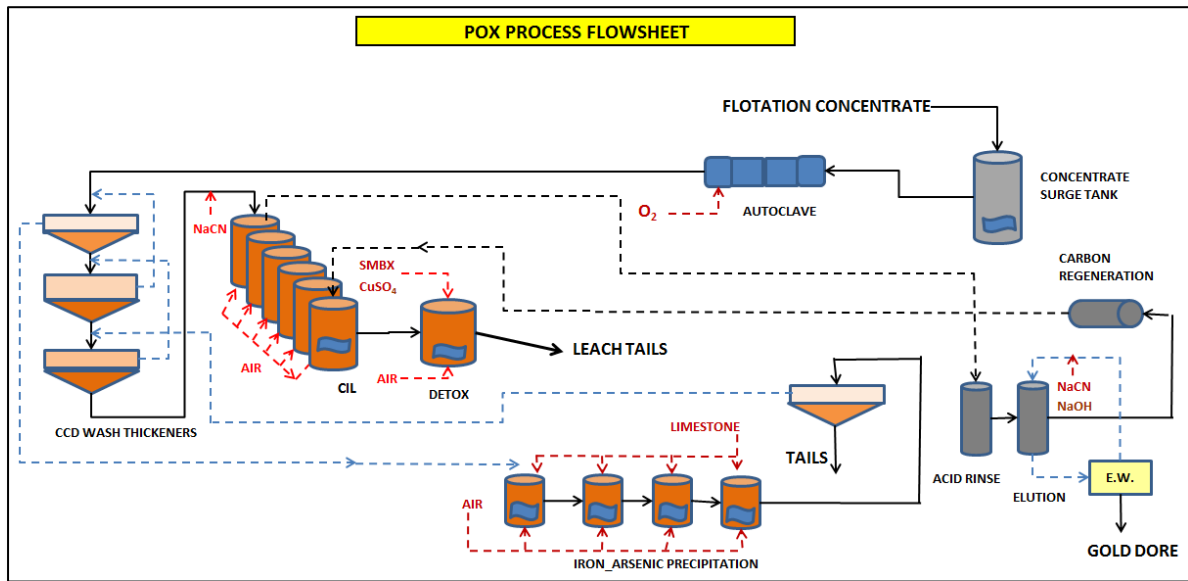 POX PROCESS FLOWSHEET
FLOTATION CONCENTRATE
CONCENTRATE
SURGE TANK
O₂
AUTOCLAVE
NaCN
SMBX
CuSO₄
CARBON
REGENERATION
AIR
CIL
AIR
DETOX
LEACH TAILS
NaCN
NaOH
CCD WASH THICKENERS
LIMESTONE
TAILS
ACID RINSE
ELUTION
E.W.
AIR
IRON_ARSENIC PRECIPITATION
GOLD DORE